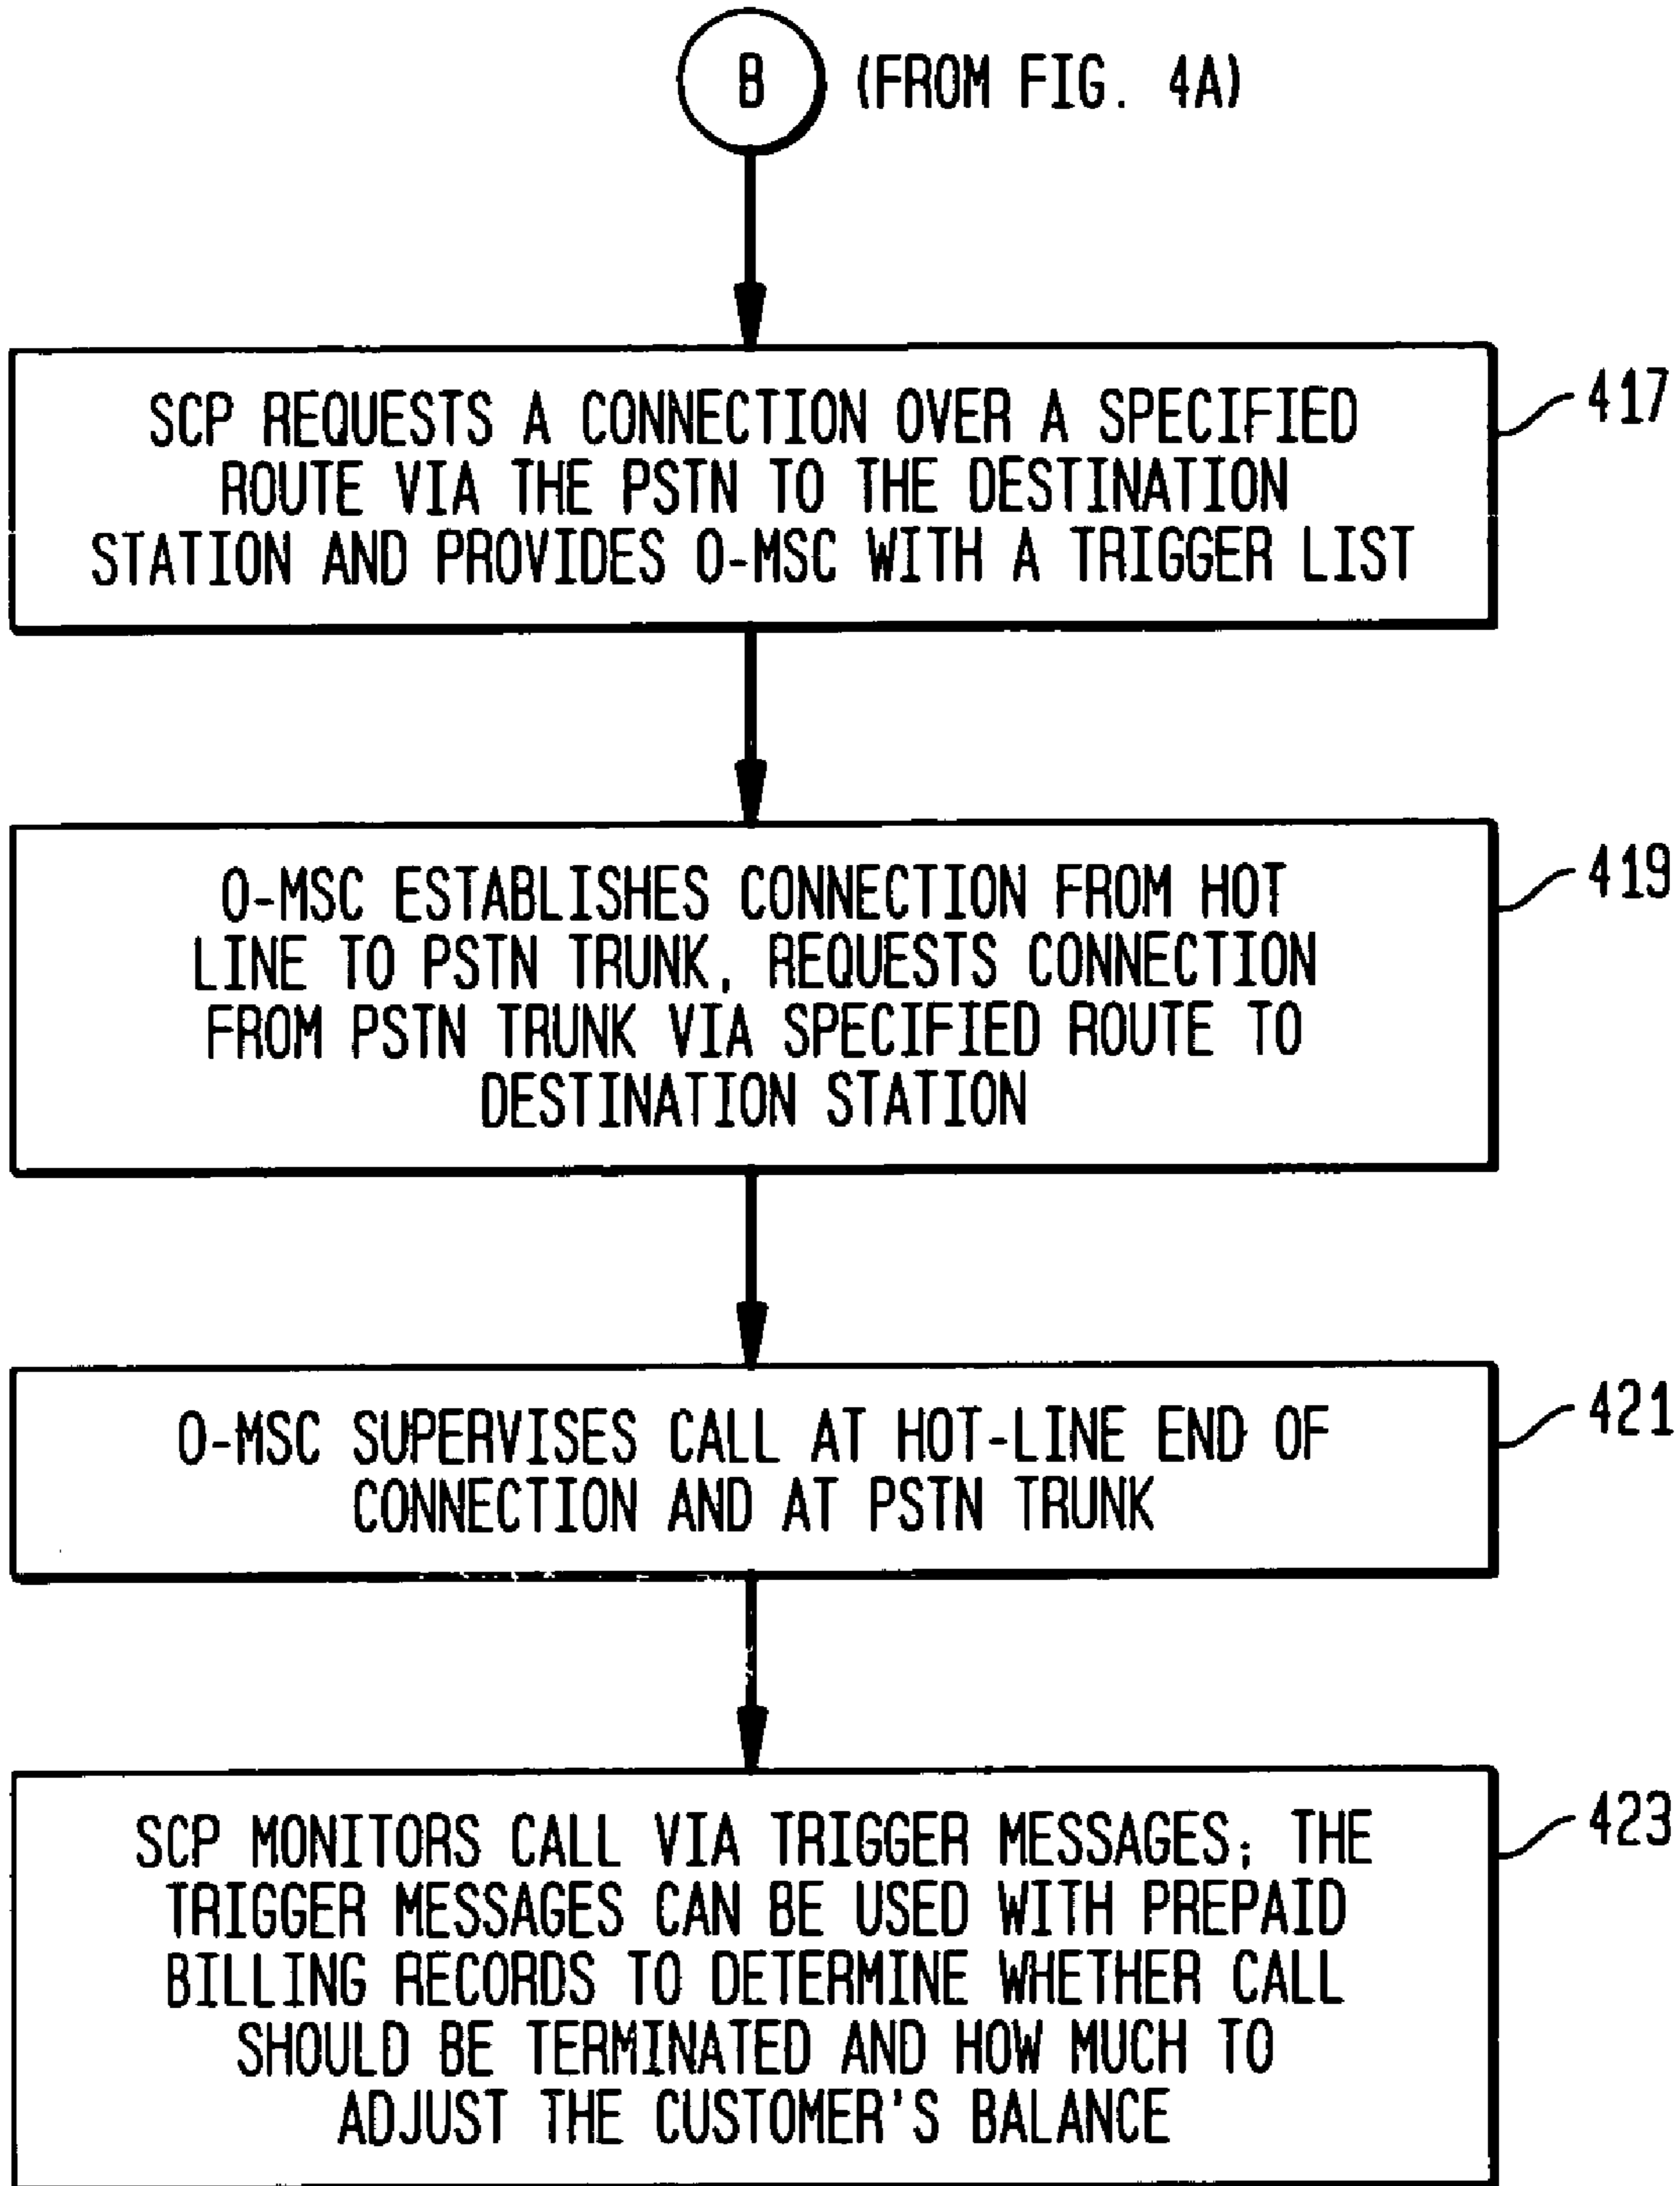 B (FROM FIG. 4A)
SCP REQUESTS A CONNECTION OVER A SPECIFIED
ROUTE VIA THE PSTN TO THE DESTINATION
STATION AND PROVIDES O-MSC WITH A TRIGGER LIST
417
O-MSC ESTABLISHES CONNECTION FROM HOT
LINE TO PSTN TRUNK, REQUESTS CONNECTION
FROM PSTN TRUNK VIA SPECIFIED ROUTE TO
DESTINATION STATION
419
O-MSC SUPERVISES CALL AT HOT-LINE END OF
CONNECTION AND AT PSTN TRUNK
421
SCP MONITORS CALL VIA TRIGGER MESSAGES; THE
TRIGGER MESSAGES CAN BE USED WITH PREPAID
BILLING RECORDS TO DETERMINE WHETHER CALL
SHOULD BE TERMINATED AND HOW MUCH TO
ADJUST THE CUSTOMER'S BALANCE
423